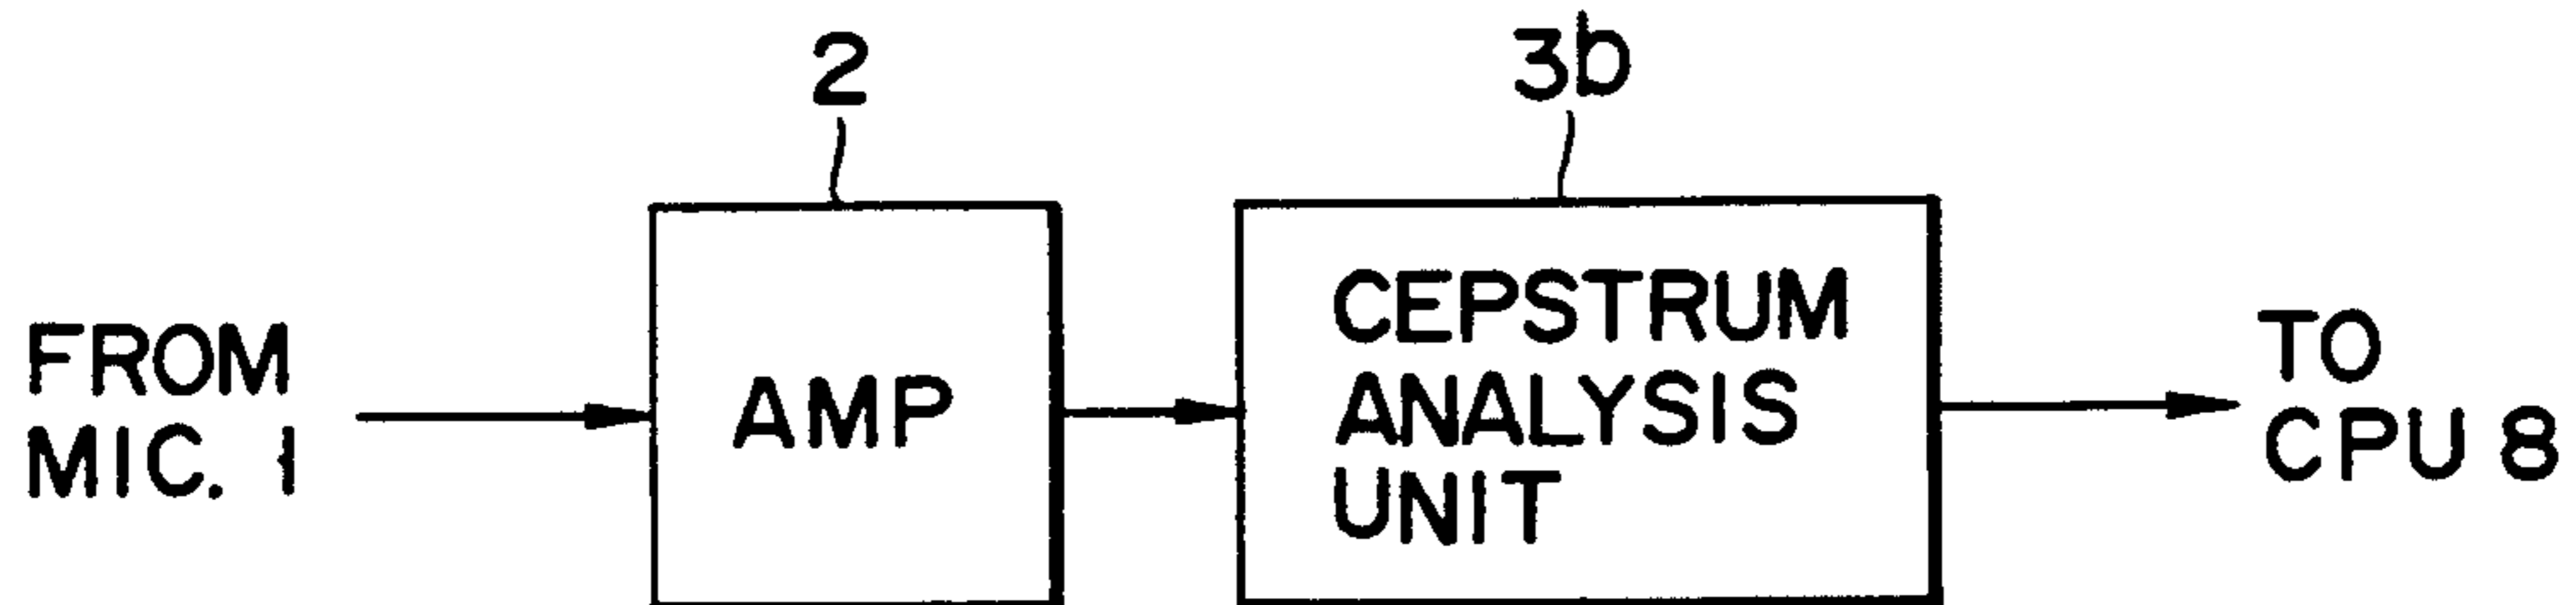 2
3b
FROM
MIC. 1
AMP
CEPSTRUM
ANALYSIS
UNIT
TO
CPU 8